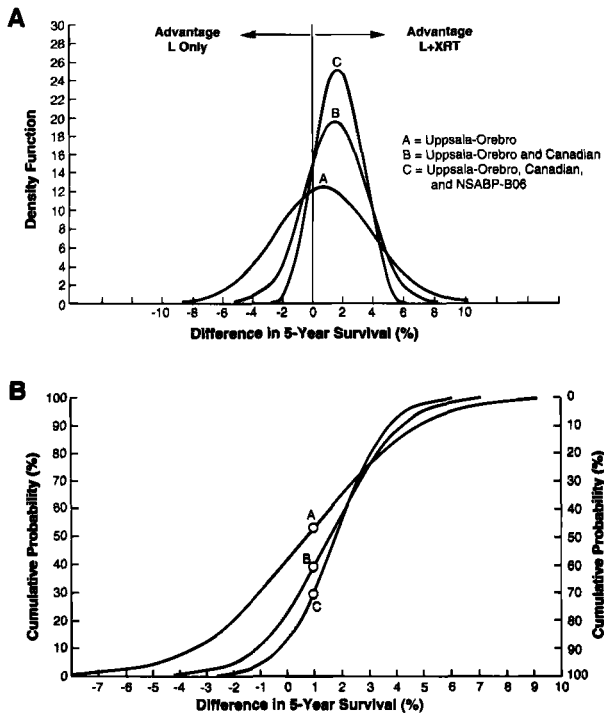 A
Advantage
L Only
Advantage
L+XRT
30
28
26
24
22
20
18
16
14
12
10
8
6
4
2
0
Density Function
C
B
A
A = Uppsala-Orebro
B = Uppsala-Orebro and Canadian
C = Uppsala-Orebro, Canadian,
and NSABP-B06
-10 -8 -6 -4 -2 0 2 4 6 8 10
Difference in 5-Year Survival (%)
B
100
90
80
70
60
50
40
30
20
10
0
Cumulative Probability (%)
A
B
C
0
10
20
30
40
50
60
70
80
90
100
Cumulative Probability (%)
-7 -6 -5 -4 -3 -2 -1 0 1 2 3 4 5 6 7 8 9 10
Difference in 5-Year Survival (%)